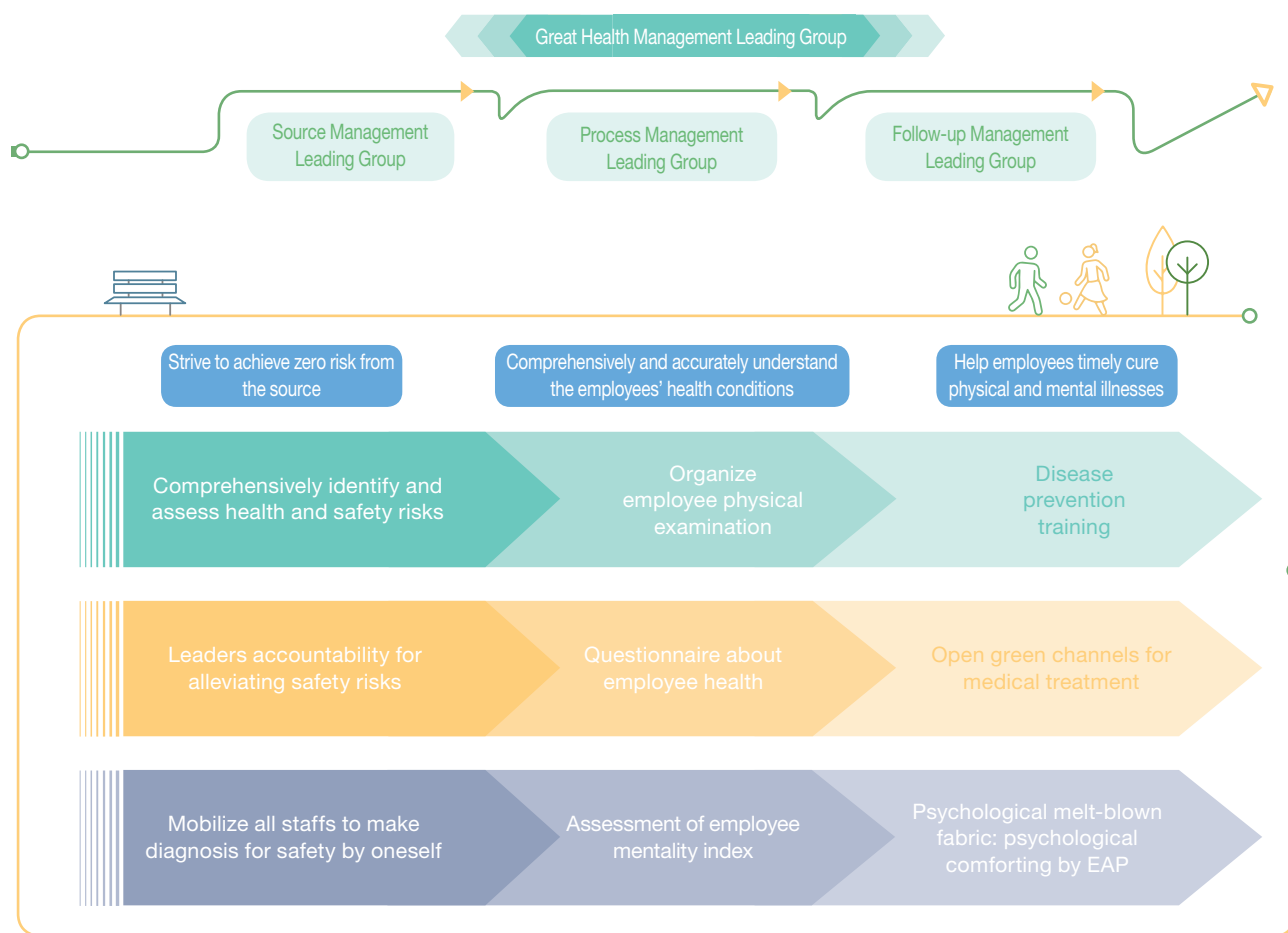 Great Health Management Leading Group
Source Management
Leading Group
Process Management
Leading Group
Follow-up Management
Leading Group
Strive to achieve zero risk from
the source
Comprehensively and accurately understand
the employees' health conditions
Help employees timely cure
physical and mental illnesses
Comprehensively identify and
assess health and safety risks
Organize
employee physical
examination
Disease
prevention
training
Leaders accountability for
alleviating safety risks
Questionnaire about
employee health
Open green channels for
medical treatment
Mobilize all staffs to make
diagnosis for safety by oneself
Assessment of employee
mentality index
Psychological melt-blown
fabric: psychological
comforting by EAP